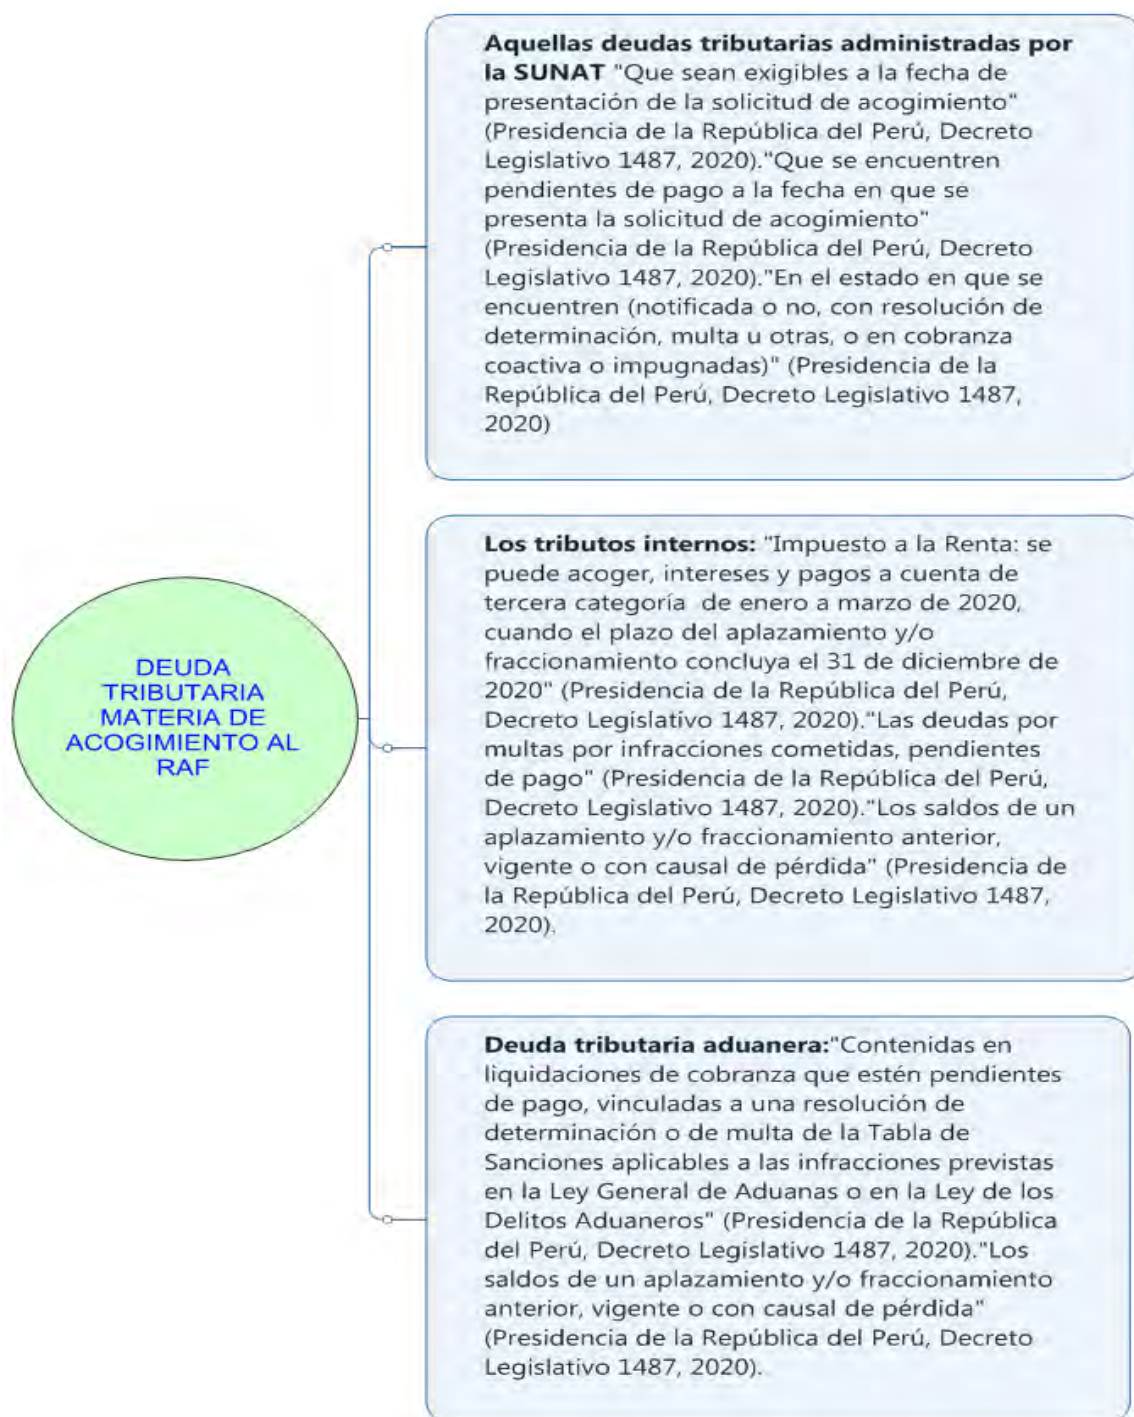 DEUDA
TRIBUTARIA
MATERIA DE
ACOGIMIENTO AL
RAF
Aquellas deudas tributarias administradas por
la SUNAT "Que sean exigibles a la fecha de
presentación de la solicitud de acogimiento"
(Presidencia de la República del Perú, Decreto
Legislativo 1487, 2020)."Que se encuentren
pendientes de pago a la fecha en que se
presenta la solicitud de acogimiento"
(Presidencia de la República del Perú, Decreto
Legislativo 1487, 2020)."En el estado en que se
encuentren (notificada o no, con resolución de
determinación, multa u otras, o en cobranza
coactiva o impugnadas)" (Presidencia de la
República del Perú, Decreto Legislativo 1487,
2020)
Los tributos internos: "Impuesto a la Renta: se
puede acoger, intereses y pagos a cuenta de
tercera categoría de enero a marzo de 2020,
cuando el plazo del aplazamiento y/o
fraccionamiento concluya el 31 de diciembre de
2020" (Presidencia de la República del Perú,
Decreto Legislativo 1487, 2020)."Las deudas por
multas por infracciones cometidas, pendientes
de pago" (Presidencia de la República del Perú,
Decreto Legislativo 1487, 2020)."Los saldos de un
aplazamiento y/o fraccionamiento anterior,
vigente o con causal de pérdida" (Presidencia de
la República del Perú, Decreto Legislativo 1487,
2020).
Deuda tributaria aduanera:"Contenidas en
liquidaciones de cobranza que estén pendientes
de pago, vinculadas a una resolución de
determinación o de multa de la Tabla de
Sanciones aplicables a las infracciones previstas
en la Ley General de Aduanas o en la Ley de los
Delitos Aduaneros" (Presidencia de la República
del Perú, Decreto Legislativo 1487, 2020)."Los
saldos de un aplazamiento y/o fraccionamiento
anterior, vigente o con causal de pérdida"
(Presidencia de la República del Perú, Decreto
Legislativo 1487, 2020).